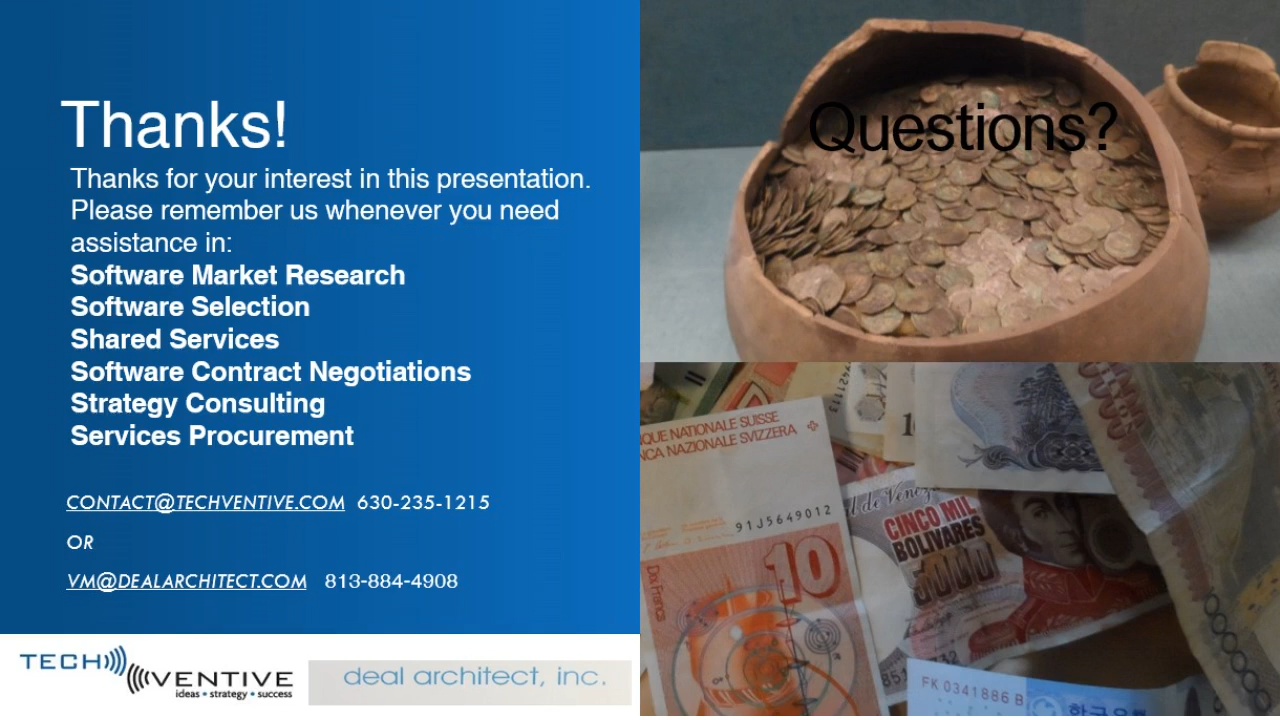 Thanks!
Thanks for your interest in this presentation.
Please remember us whenever you need
assistance in:
Software Market Research
Software Selection
Shared Services
Software Contract Negotiations
Strategy Consulting
Services Procurement
CONTACT@TECHVENTIVE.COM 630-235-1215
OR
VM@DEALARCHITECT.COM 813-884-4908
TECH
VENTIVE
ideas • strategy • success
deal architect, inc.
Questions?
QUE NATIONALE SUISSE
CA NAZIONALE SVIZZERA
91J5649012
10
CINCO MIL
BOLIVARES
5000
FK 0341886 B